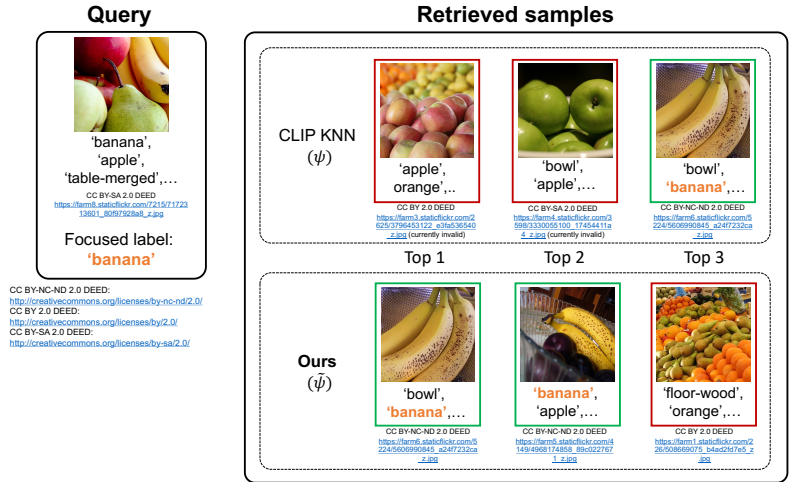 Query
'banana',
'apple',
'table-merged',...
CC BY-SA 2.0 DEED
https://farm8.staticflickr.com/7215/71723
13601_80f97928a8_z.jpg
Focused label:
'banana'
CC BY-NC-ND 2.0 DEED:
http://creativecommons.org/licenses/by-nc-nd/2.0/
CC BY 2.0 DEED:
http://creativecommons.org/licenses/by/2.0/
CC BY-SA 2.0 DEED:
http://creativecommons.org/licenses/by-sa/2.0/
Retrieved samples
CLIP KNN
(ψ)
'apple',
orange',..
CC BY 2.0 DEED
https://farm3.staticflickr.com/2
625/3796453122_e3fa536540
_z.jpg (currently invalid)
'bowl',
'apple',...
CC BY-SA 2.0 DEED
https://farm4.staticflickr.com/3
598/3330055100_17454411a
4_z.jpg (currently invalid)
'bowl',
'banana',...
CC BY-NC-ND 2.0 DEED
https://farm6.staticflickr.com/5
224/5606990845_a24f7232ca
_z.jpg
Top 1
Top 2
Top 3
Ours
(ψ̃)
'bowl',
'banana',...
CC BY-NC-ND 2.0 DEED
https://farm6.staticflickr.com/5
224/5606990845_a24f7232ca
_z.jpg
'banana',
'apple',...
CC BY-NC-ND 2.0 DEED
https://farm5.staticflickr.com/4
149/4968174858_89c022767
1_z.jpg
'floor-wood',
'orange',...
CC BY 2.0 DEED
https://farm1.staticflickr.com/2
26/508669075_b4ad2fd7e5_z
.jpg